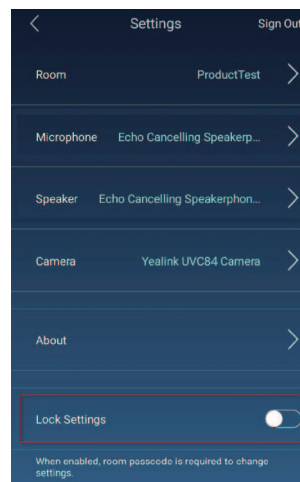 Settings Sign Out
Room ProductTest
Microphone Echo Cancelling Speakerp...
Speaker Echo Cancelling Speakerphon...
Camera Yealink UVC84 Camera
About
Lock Settings
When enabled, room passcode is required to change
settings.